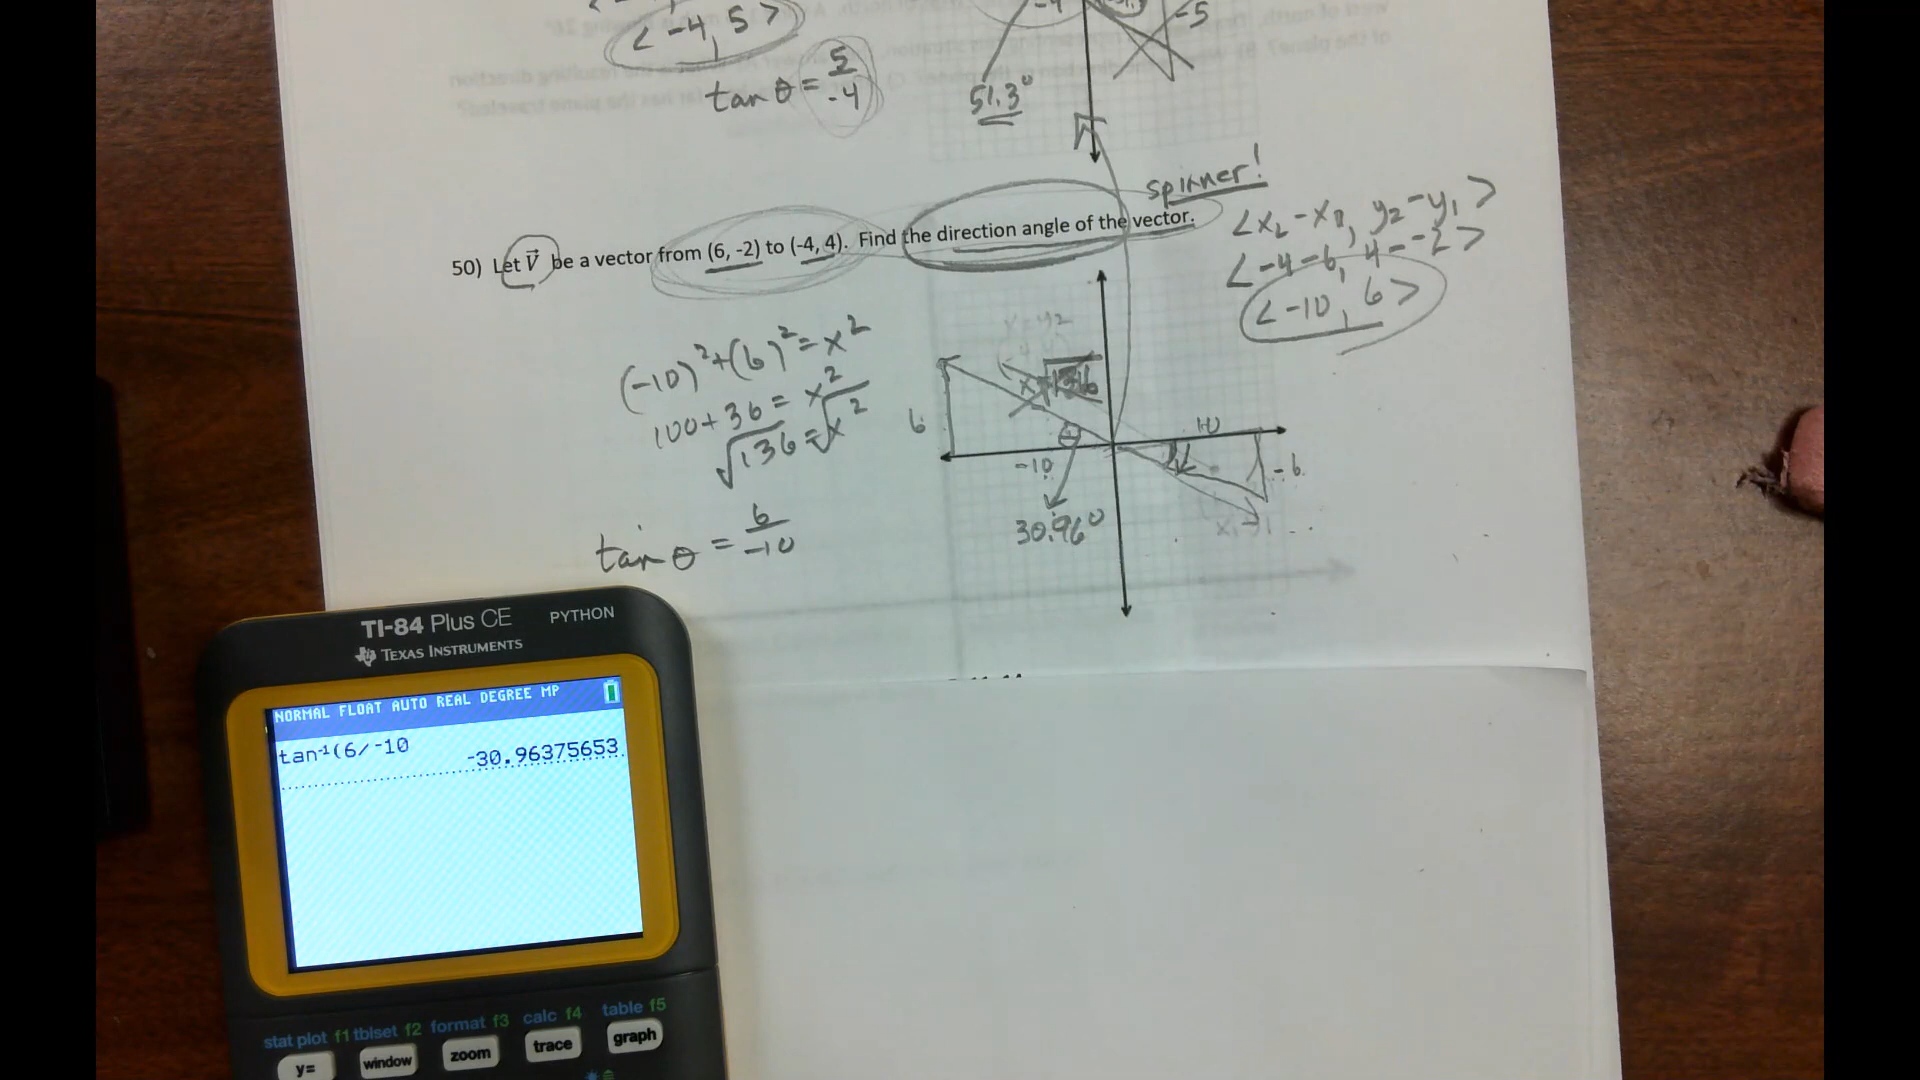 < -4, 5 >
tan θ = 5/-4
-4
-5
51.3°
spinner!
50) Let V⃗ be a vector from (6, -2) to (-4, 4). Find the direction angle of the vector.
< x₂ - x₁, y₂ - y₁ >
< -4 - 6, 4 - -2 >
< -10, 6 >
(-10)² + (6)² = x²
100 + 36 = x²
√136 = √x²
tan θ = 6/-10
6
-10
θ
30.96°
10
-6
TI-84 Plus CE PYTHON
TEXAS INSTRUMENTS
NORMAL FLOAT AUTO REAL DEGREE MP
tan⁻¹(6/⁻10
-30.96375653
stat plot f1 tblset f2 format f3 calc f4 table f5
y= window zoom trace graph